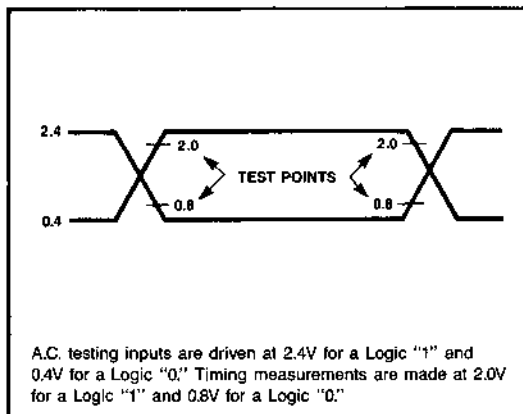 2.4
2.0
2.0
TEST POINTS
0.8
0.8
0.4
A.C. testing inputs are driven at 2.4V for a Logic "1" and
0.4V for a Logic "0." Timing measurements are made at 2.0V
for a Logic "1" and 0.8V for a Logic "0."